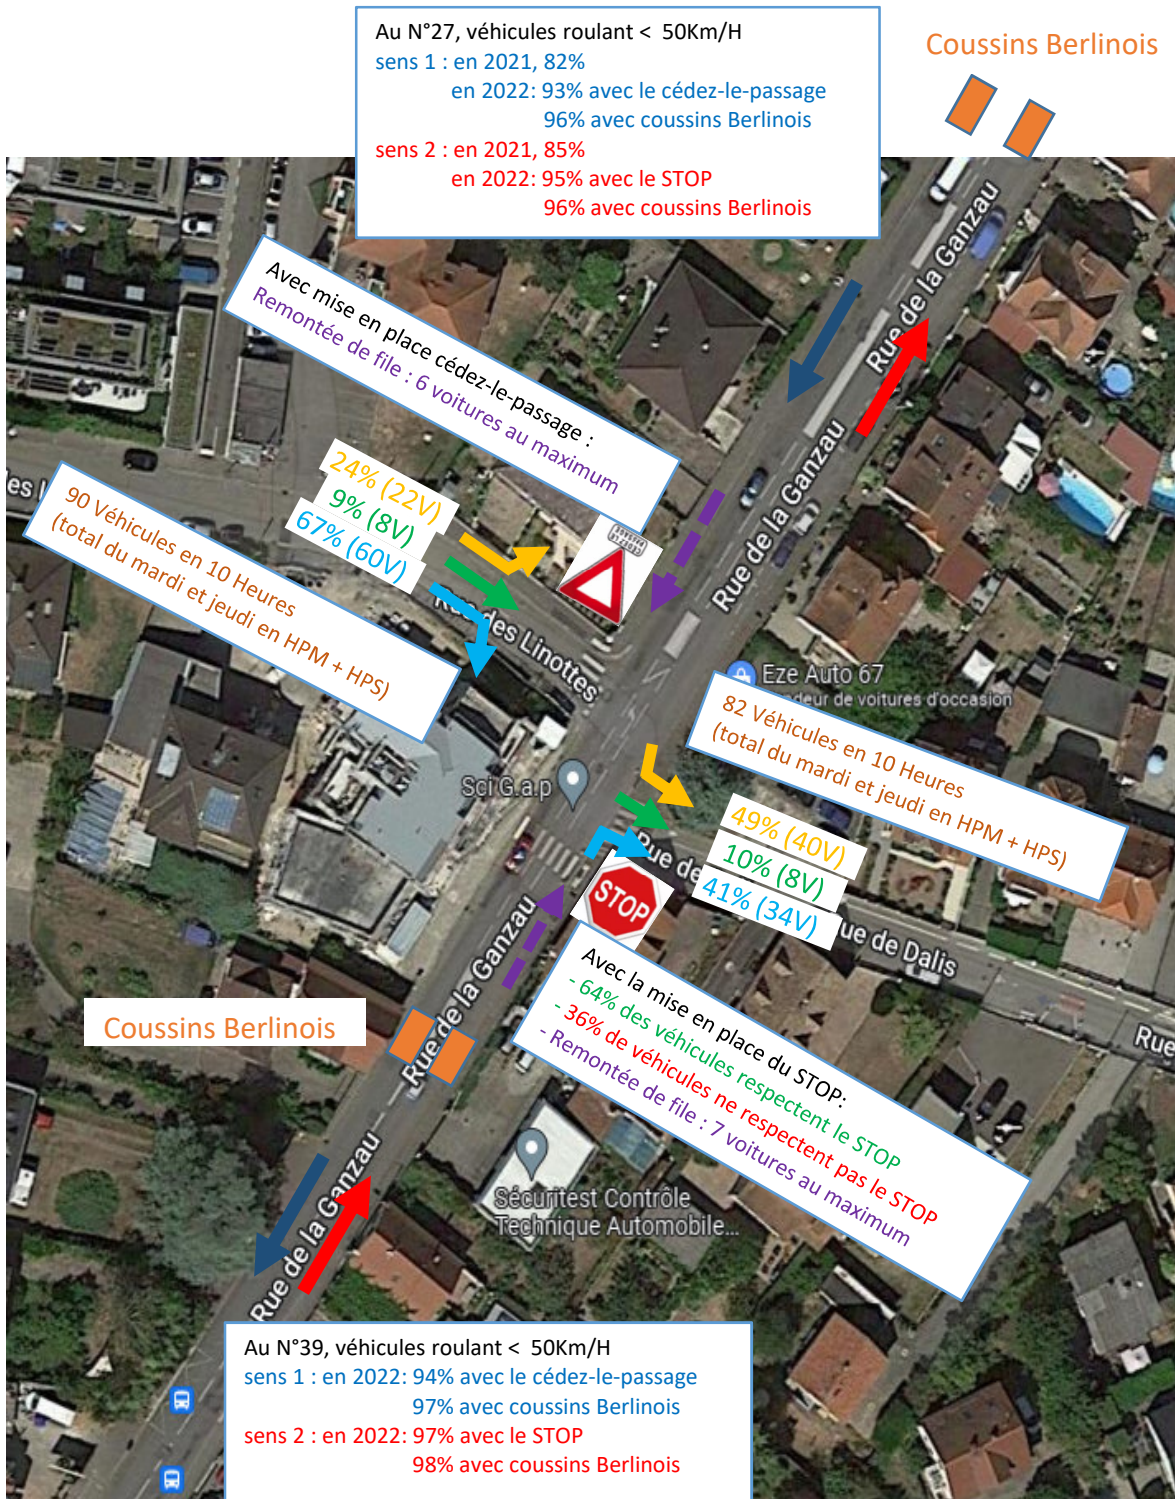 Au N°27, véhicules roulant < 50Km/H
sens 1 : en 2021, 82%
en 2022: 93% avec le cédez-le-passage
96% avec coussins Berlinois
sens 2 : en 2021, 85%
en 2022: 95% avec le STOP
96% avec coussins Berlinois
Coussins Berlinois
Rue de la Ganzau
Avec mise en place cédez-le-passage :
Remontée de file : 6 voitures au maximum
Rue de la Ganzau
24% (22V)
9% (8V)
67% (60V)
es
90 Véhicules en 10 Heures
(total du mardi et jeudi en HPM + HPS)
Rue des Linottes
Eze Auto 67
ndeur de voitures d'occasion
82 Véhicules en 10 Heures
(total du mardi et jeudi en HPM + HPS)
Sci G.a.p
49% (40V)
10% (8V)
41% (34V)
Rue de
ue de Dalis
STOP
Rue de la Ganzau
Avec la mise en place du STOP:
- 64% des véhicules respectent le STOP
- 36% de véhicules ne respectent pas le STOP
- Remontée de file : 7 voitures au maximum
Coussins Berlinois
Rue
Sécuritest Contrôle
Technique Automobile...
Rue de la Ganzau
Au N°39, véhicules roulant < 50Km/H
sens 1 : en 2022: 94% avec le cédez-le-passage
97% avec coussins Berlinois
sens 2 : en 2022: 97% avec le STOP
98% avec coussins Berlinois